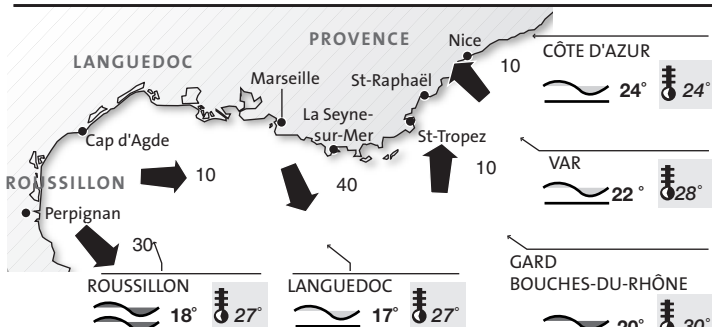 PROVENCE
Nice
LANGUEDOC
10
CÔTE D'AZUR
Marseille
St-Raphaël
24° 24°
La Seyne-
sur-Mer
St-Tropez
Cap d'Agde
10
VAR
ROUSSILLON
10
40
22° 28°
Perpignan
30
GARD
BOUCHES-DU-RHÔNE
ROUSSILLON
18° 27°
LANGUEDOC
17° 27°
20° 30°